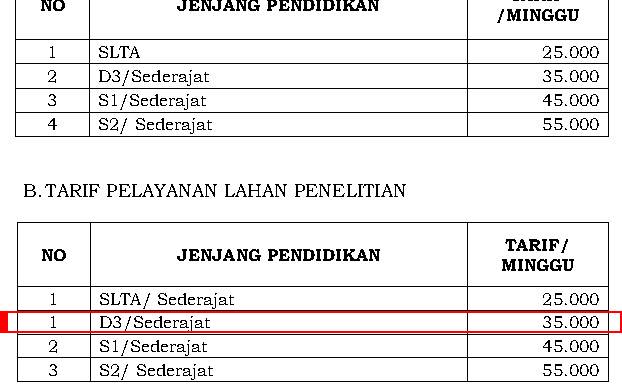 NO JENJANG PENDIDIKAN
/MINGGU
1 SLTA 25.000
2 D3/Sederajat 35.000
3 S1/Sederajat 45.000
4 S2/ Sederajat 55.000
B. TARIF PELAYANAN LAHAN PENELITIAN
NO JENJANG PENDIDIKAN TARIF/
MINGGU
1 SLTA/ Sederajat 25.000
1 D3/Sederajat 35.000
2 S1/Sederajat 45.000
3 S2/ Sederajat 55.000